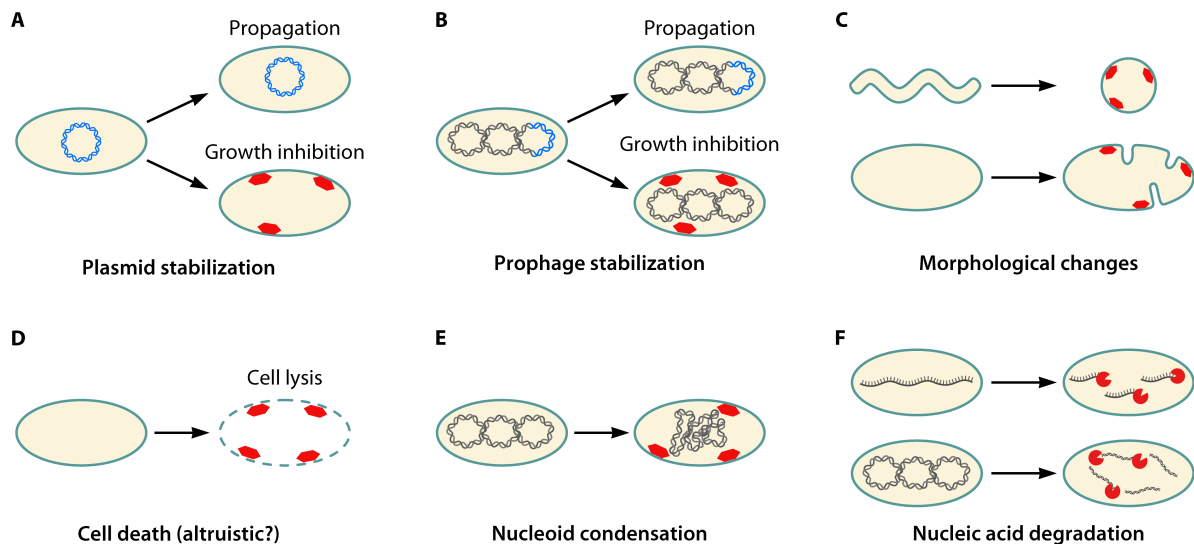 A
Propagation
Growth inhibition
Plasmid stabilization
B
Propagation
Growth inhibition
Prophage stabilization
C
Morphological changes
D
Cell lysis
Cell death (altruistic?)
E
Nucleoid condensation
F
Nucleic acid degradation